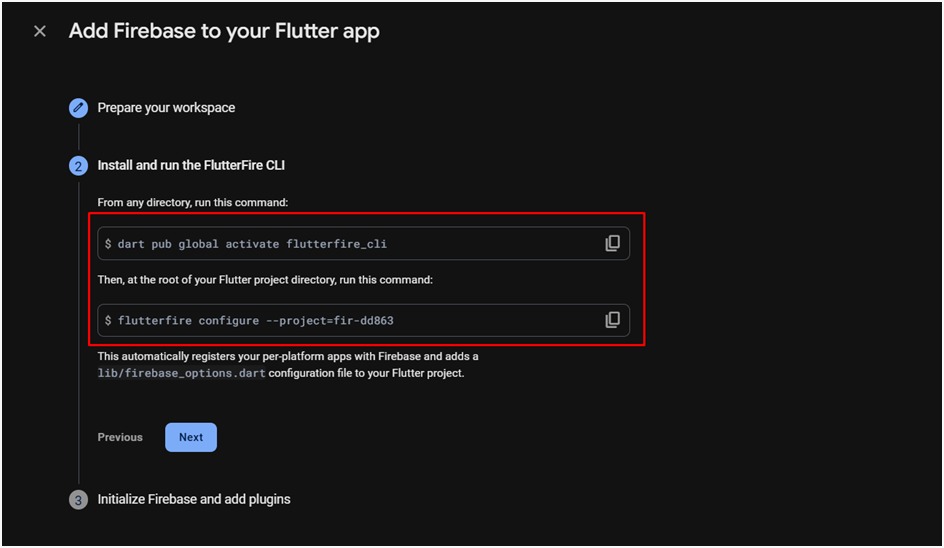 Add Firebase to your Flutter app
Prepare your workspace
2 Install and run the FlutterFire CLI
From any directory, run this command:
$ dart pub global activate flutterfire_cli
Then, at the root of your Flutter project directory, run this command:
$ flutterfire configure --project=fir-dd863
This automatically registers your per-platform apps with Firebase and adds a
lib/firebase_options.dart configuration file to your Flutter project.
Previous Next
3 Initialize Firebase and add plugins